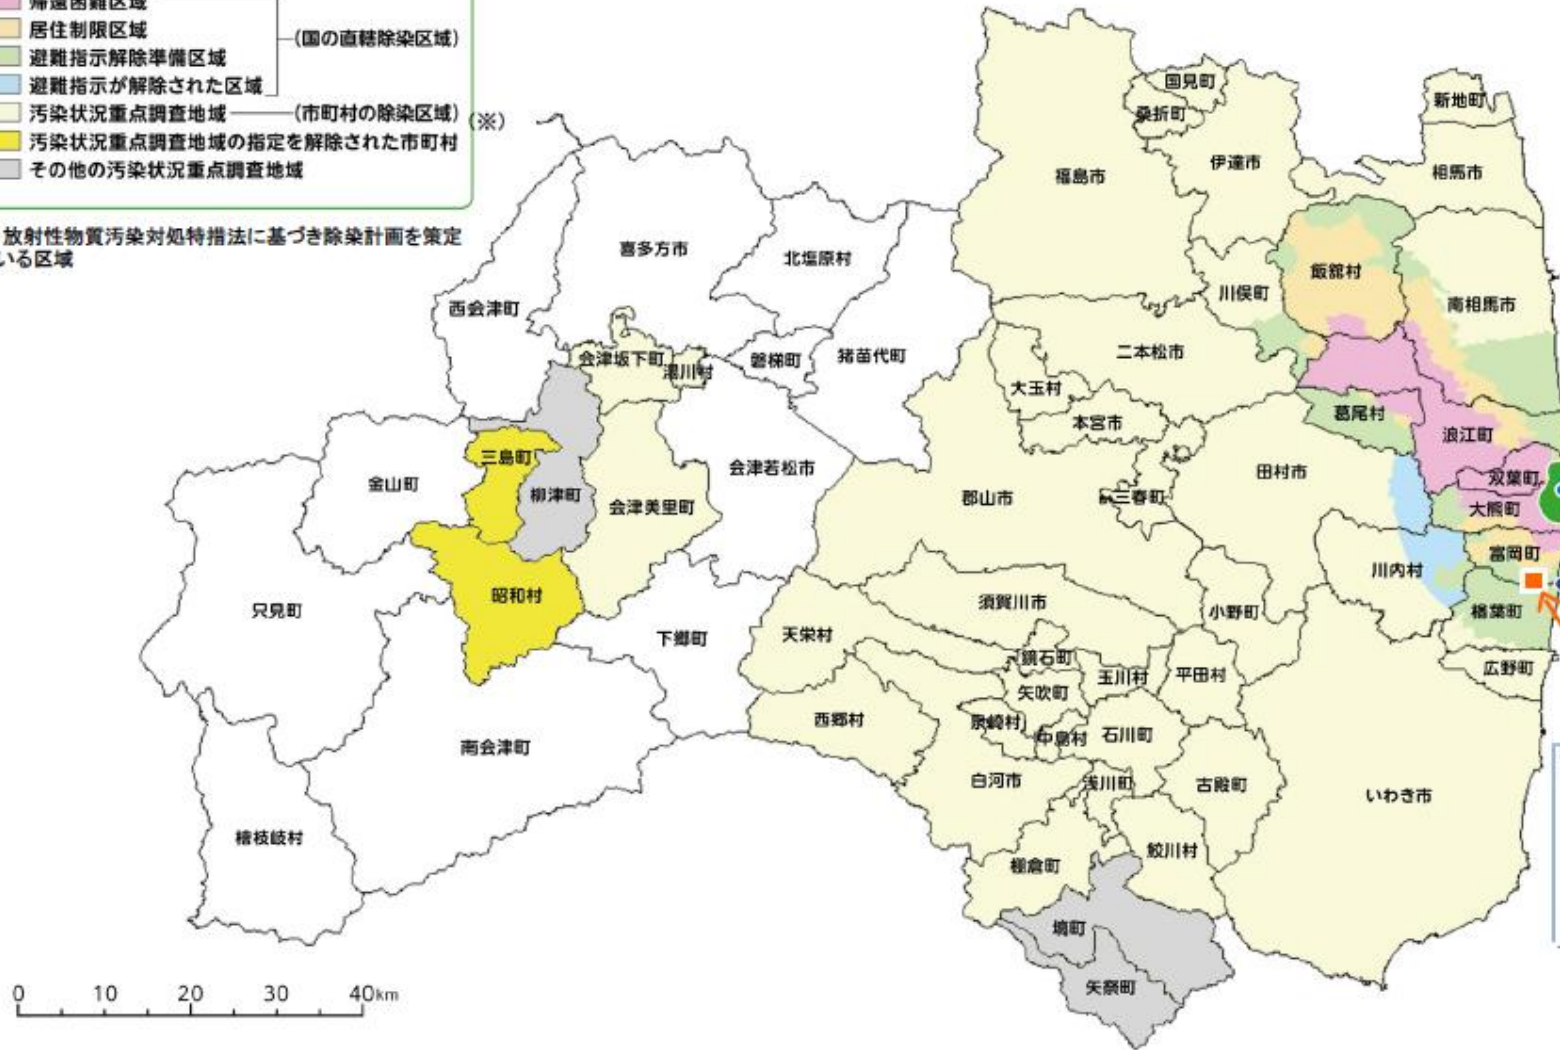 帰還困難区域
居住制限区域
(国の直轄除染区域)
避難指示解除準備区域
避難指示が解除された区域
汚染状況重点調査地域
(市町村の除染区域)
(※)
汚染状況重点調査地域の指定を解除された市町村
その他の汚染状況重点調査地域
放射性物質汚染対処特措法に基づき除染計画を策定
いる区域
国見町
桑折町
新地町
伊達市
相馬市
福島市
喜多方市
北塩原村
飯舘村
川俣町
南相馬市
西会津町
会津坂下町
湯川村
磐梯町
猪苗代町
二本松市
大玉村
本宮市
葛尾村
浪江町
三島町
金山町
柳津町
会津若松市
会津美里町
郡山市
三春町
田村市
双葉町
大熊町
富岡町
川内村
昭和村
只見町
下郷町
須賀川市
小野町
楢葉町
天栄村
鏡石町
玉川村
平田村
広野町
矢吹町
西郷村
泉崎村
中島村
石川町
南会津町
白河市
浅川町
古殿町
いわき市
檜枝岐村
棚倉町
鮫川村
塙町
矢祭町
0 10 20 30 40km